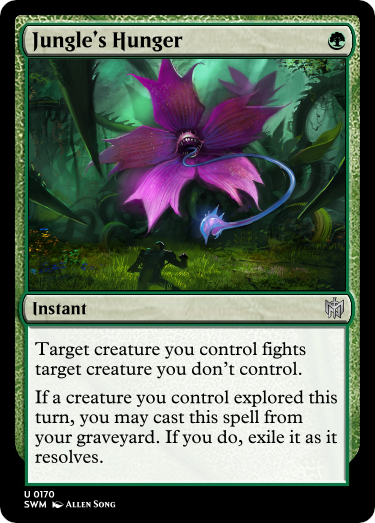 Jungle's Hunger
Instant
Target creature you control fights
target creature you don't control.
If a creature you control explored this
turn, you may cast this spell from
your graveyard. If you do, exile it as it
resolves.
U 0170
SWM Allen Song